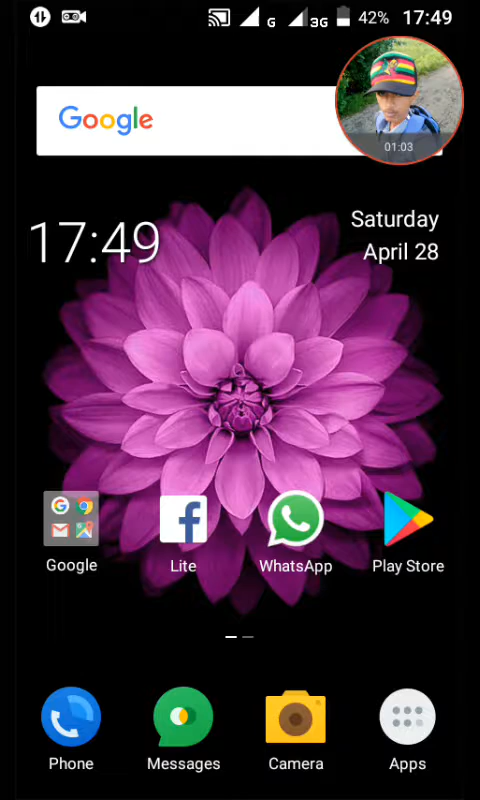 G 3G 42% 17:49
Google
01:03
17:49
Saturday
April 28
Google Lite WhatsApp Play Store
Phone Messages Camera Apps